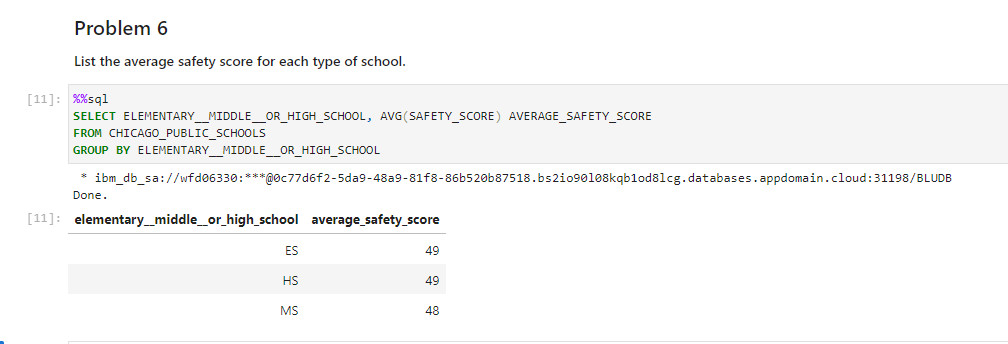 Problem 6
List the average safety score for each type of school.
[11]: %%sql
SELECT ELEMENTARY__MIDDLE__OR_HIGH_SCHOOL, AVG(SAFETY_SCORE) AVERAGE_SAFETY_SCORE
FROM CHICAGO_PUBLIC_SCHOOLS
GROUP BY ELEMENTARY__MIDDLE__OR_HIGH_SCHOOL
* ibm_db_sa://wfd06330:***@0c77d6f2-5da9-48a9-81f8-86b520b87518.bs2io90l08kqb1od8lcg.databases.appdomain.cloud:31198/BLUDB
Done.
[11]: elementary__middle__or_high_school average_safety_score
ES 49
HS 49
MS 48